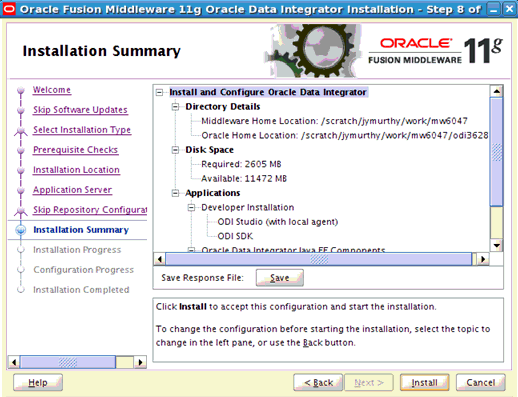 Oracle Fusion Middleware 11g Oracle Data Integrator Installation - Step 8 of
Installation Summary
ORACLE
FUSION MIDDLEWARE
11g
Welcome
Skip Software Updates
Select Installation Type
Prerequisite Checks
Installation Location
Application Server
Skip Repository Configurat
Installation Summary
Installation Progress
Configuration Progress
Installation Completed
Install and Configure Oracle Data Integrator
Directory Details
Middleware Home Location: /scratch/jymurthy/work/mw6047
Oracle Home Location: /scratch/jymurthy/work/mw6047/odi3628
Disk Space
Required: 2605 MB
Available: 11472 MB
Applications
Developer Installation
ODI Studio (with local agent)
ODI SDK
Oracle Data Integrator Java EE Components
Save Response File:
Save
Click Install to accept this configuration and start the installation.
To change the configuration before starting the installation, select the topic to
change in the left pane, or use the Back button.
Help
< Back
Next >
Install
Cancel